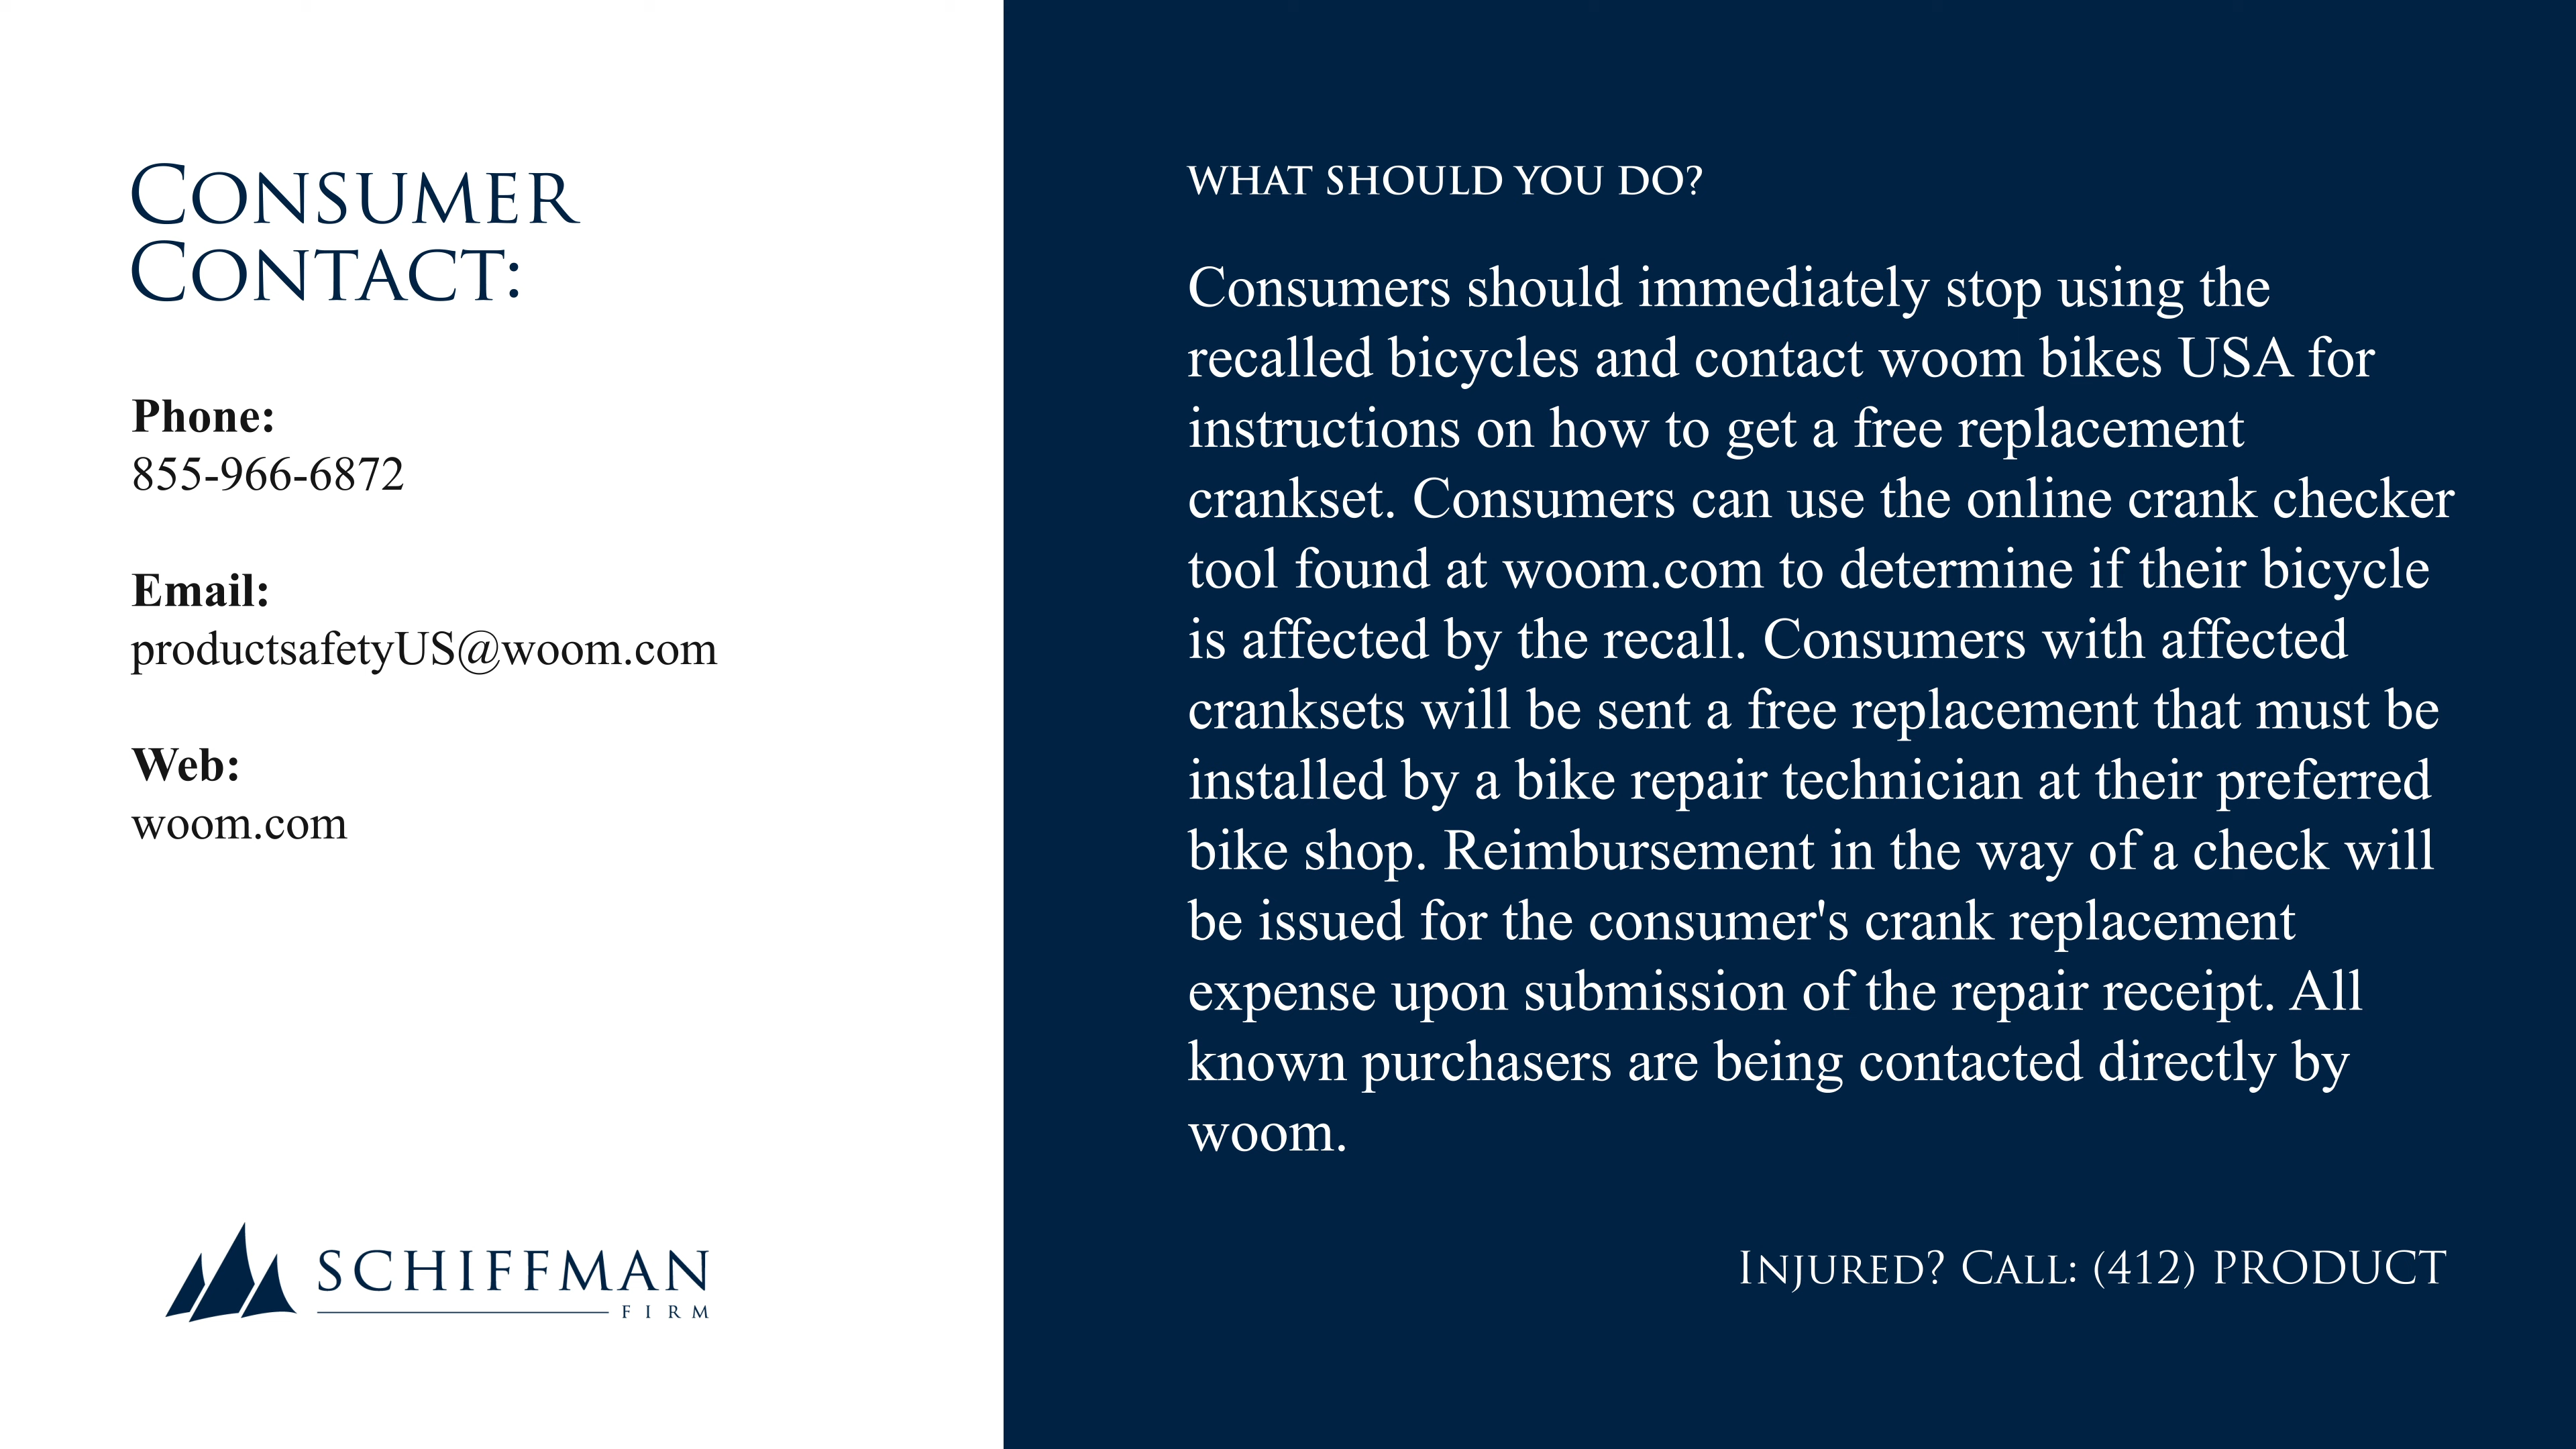 CONSUMER
CONTACT:
Phone:
855-966-6872
Email:
productsafetyUS@woom.com
Web:
woom.com
SCHIFFMAN
FIRM
WHAT SHOULD YOU DO?
Consumers should immediately stop using the
recalled bicycles and contact woom bikes USA for
instructions on how to get a free replacement
crankset. Consumers can use the online crank checker
tool found at woom.com to determine if their bicycle
is affected by the recall. Consumers with affected
cranksets will be sent a free replacement that must be
installed by a bike repair technician at their preferred
bike shop. Reimbursement in the way of a check will
be issued for the consumer's crank replacement
expense upon submission of the repair receipt. All
known purchasers are being contacted directly by
woom.
INJURED? CALL: (412) PRODUCT